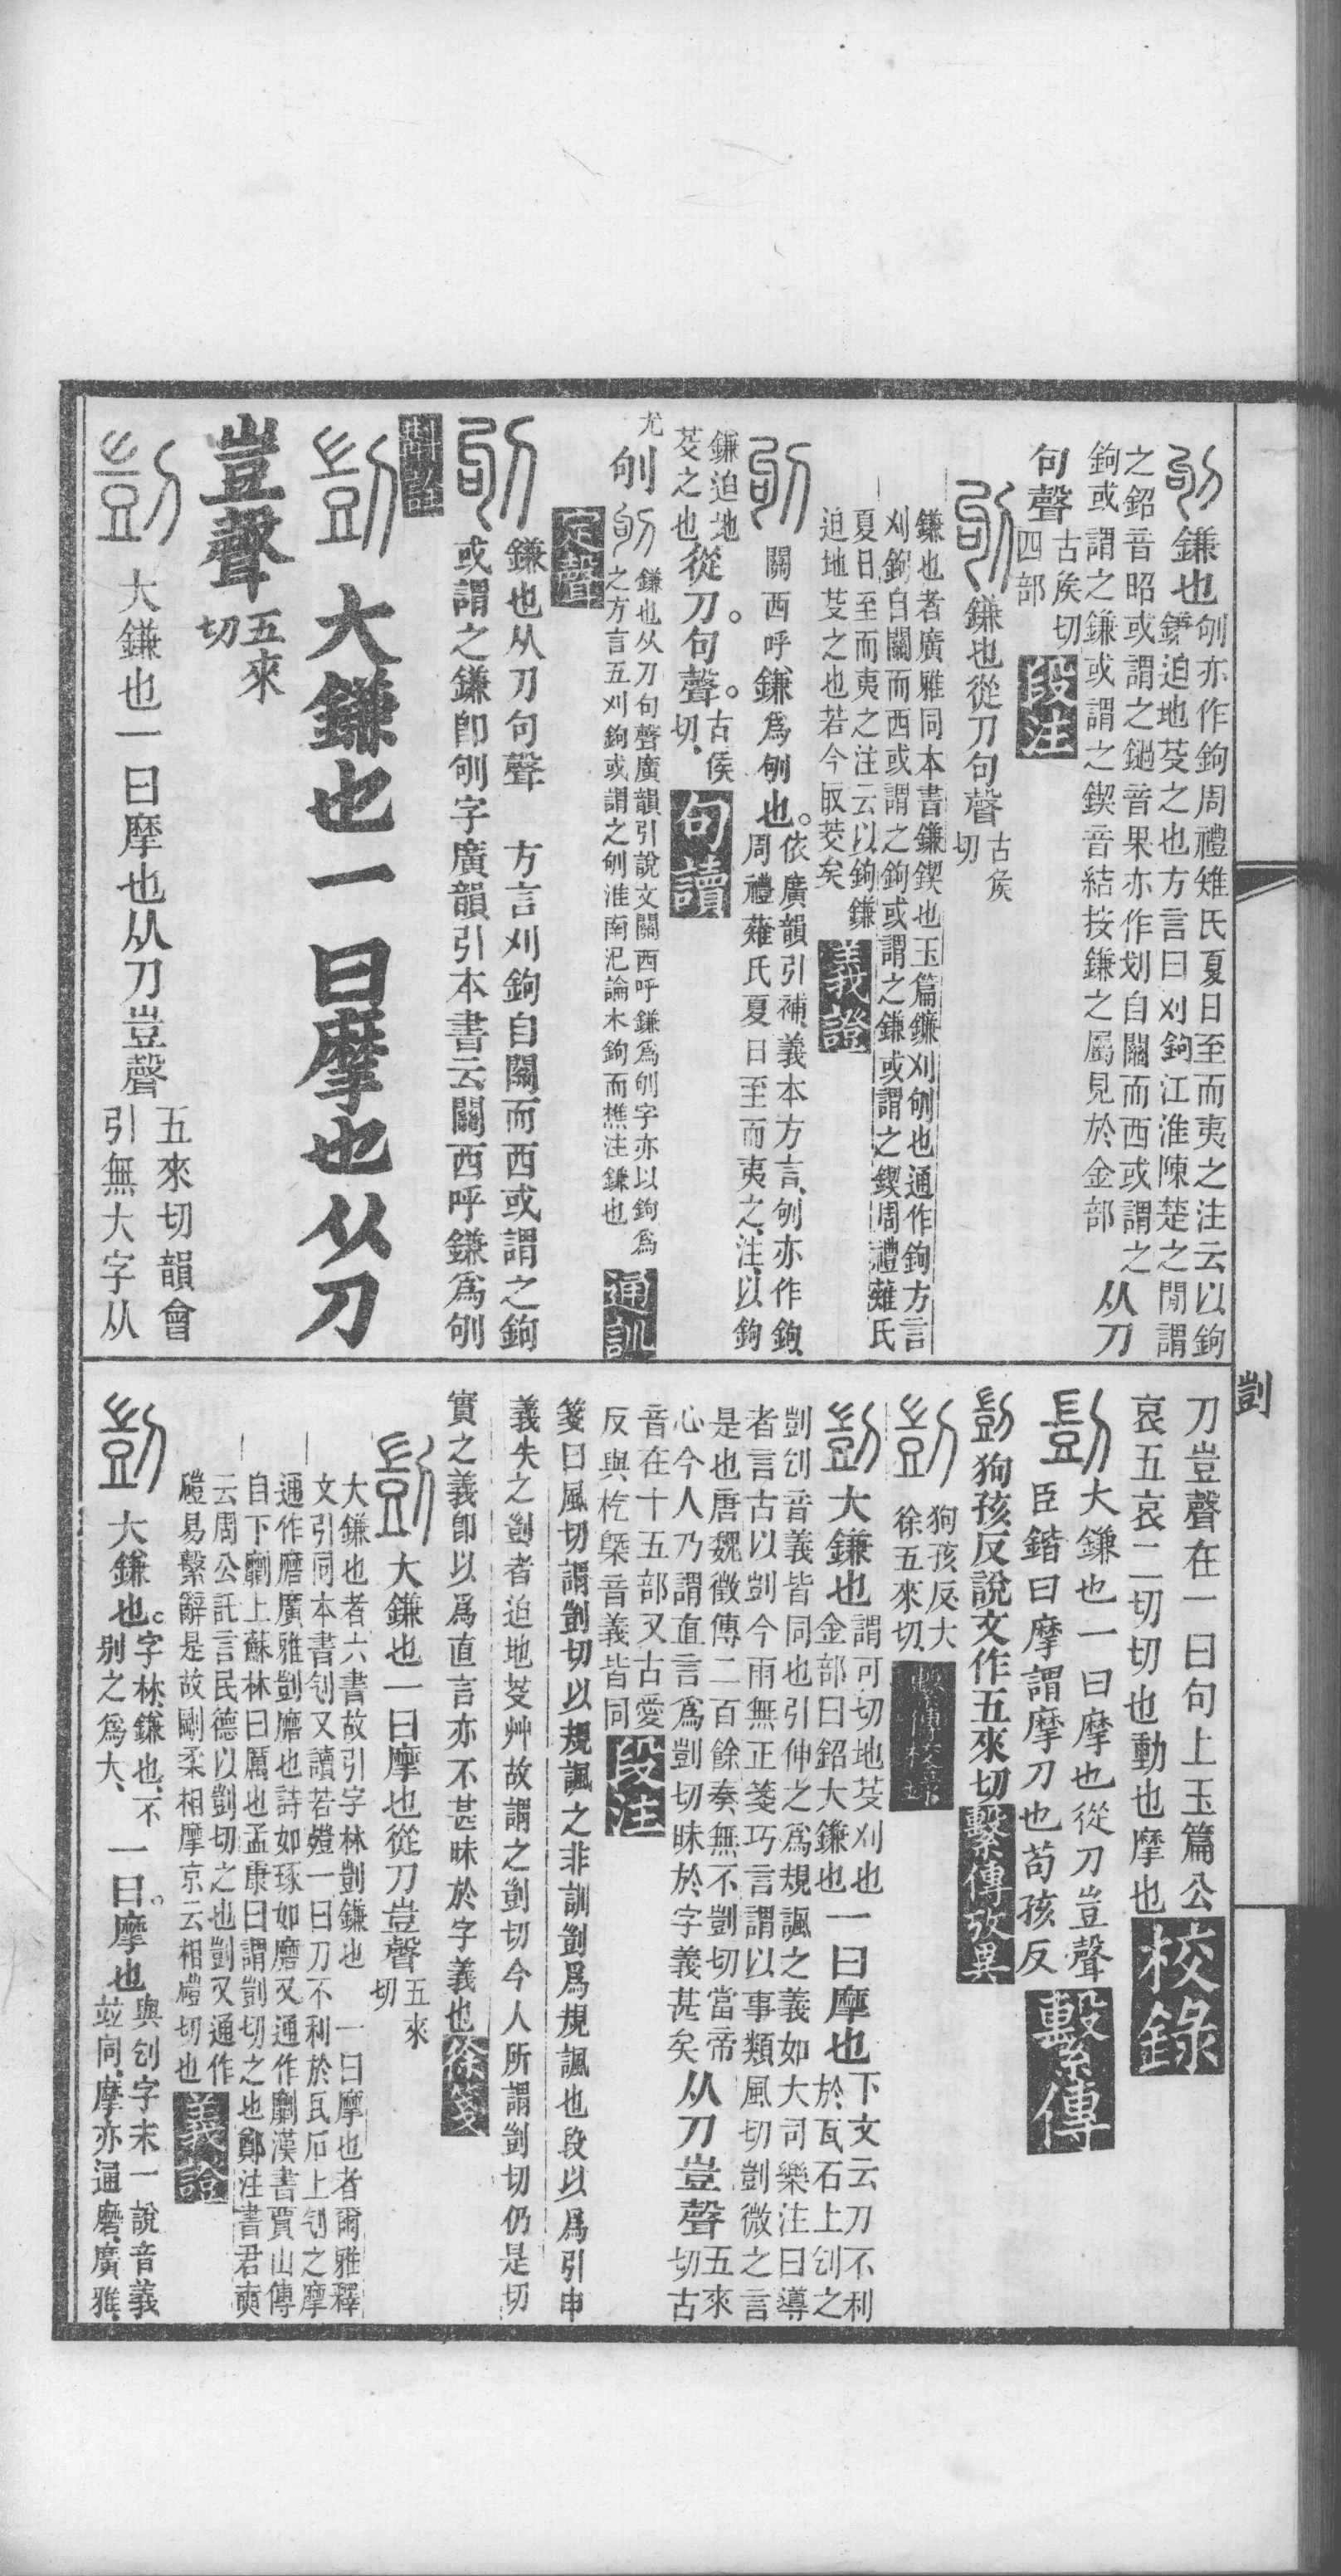 鎌也刏亦作鉤周禮雉氏夏日至而夷之注云以鉤
鎌迫地芟之也方言曰刈鉤江淮陳楚之閒謂
之鉊音昭或謂之鐹音果亦作划自關而西或謂之
鉤或謂之鎌或謂之鍥音結按鎌之屬見於金部从刀
句聲古矦切四部段注
鎌也從刀句聲古矦切
鎌也者廣雅同本書鎌鍥也玉篇鐮刈刏也通作鉤方言
刈鉤自關而西或謂之鉤或謂之鎌或謂之鍥周禮薙氏
夏日至而夷之注云以鉤鎌
迫地芟之也若今取茭矣義證
關西呼鎌爲刏也。依廣韻引補、義本方言、刏亦作鉤、
周禮薙氏夏日至而夷之、注、以鉤
鎌迫地芟之也從刀。句聲。古矦切、句讀
尤
刏鎌也从刀句聲廣韻引說文關西呼鎌爲刏字亦以鉤爲
之方言五刈鉤或謂之刏淮南氾論木鉤而樵注鎌也通訓
定聲
鎌也从刀句聲 方言刈鉤自關而西或謂之鉤
或謂之鎌卽刏字廣韻引本書云關西呼鎌爲刏
斠詮
大鎌也一曰摩也从刀
豈聲五來切
大鎌也一曰摩也从刀豈聲五來切韻會
引無大字从
剴
刀豈聲在一曰句上玉篇公
哀五哀二切切也動也摩也校錄
大鎌也一曰摩也從刀豈聲
臣鍇曰摩謂摩刀也苟孩反繫傳
狗孩反說文作五來切繫傳攷異
狗孩反大
徐五來切繫傳校錄
大鎌也謂可切地芟刈也
金部曰鉊大鎌也一曰摩也下文云刀不利
於瓦石上刉之
剴刉音義皆同也引伸之爲規諷之義如大司樂注曰導
者言古以剴今雨無正箋巧言謂以事類風切剴微之言
是也唐魏徵傳二百餘奏無不剴切當帝
心今人乃謂直言爲剴切昧於字義甚矣从刀豈聲五來
切古
音在十五部又古愛
反與杚槩音義皆同段注
箋曰風切謂剴切以規諷之非訓剴爲規諷也段以爲引申
義失之剴者迫地芟艸故謂之剴切今人所謂剴切仍是切
實之義卽以爲直言亦不甚昧於字義也徐箋
大鎌也一曰摩也從刀豈聲五來切
大鎌也者六書故引字林剴鎌也 一曰摩也者爾雅釋
文引同本書刉又讀若殪一曰刀不利於瓦石上刉之摩
通作磨廣雅剴磨也詩如琢如磨又通作劘漢書賈山傳
自下劘上蘇林曰厲也孟康曰謂剴切之也鄭注書君奭
云周公託言民德以剴切之也剴又通作
磑易繫辭是故剛柔相摩京云相磑切也義證
大鎌也。字林、鎌也、不
別之爲大、一曰。摩也與刉字末一說音義
竝同、摩亦通磨、廣雅、